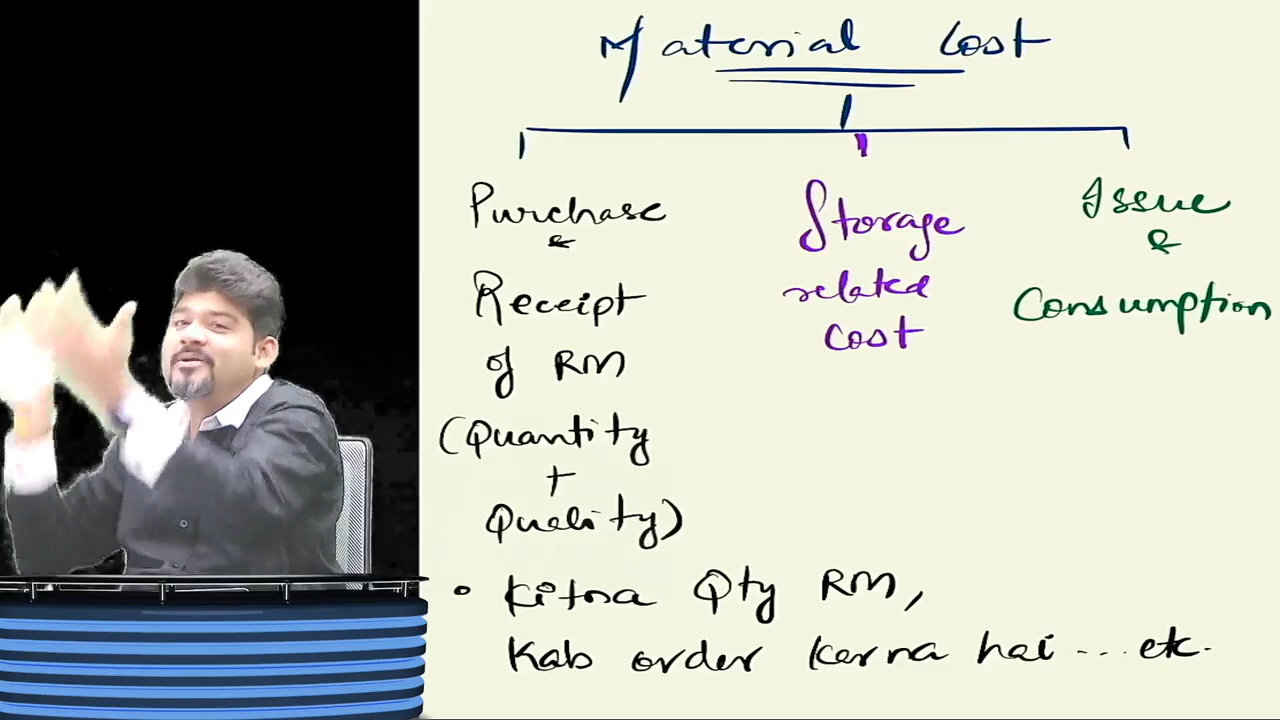 Material Cost
Purchase
&
Receipt
of RM
(Quantity
+
Quality)
Storage
related
cost
Issue
&
Consumption
• Kitna Qty RM,
Kab order karna hai ... etc.